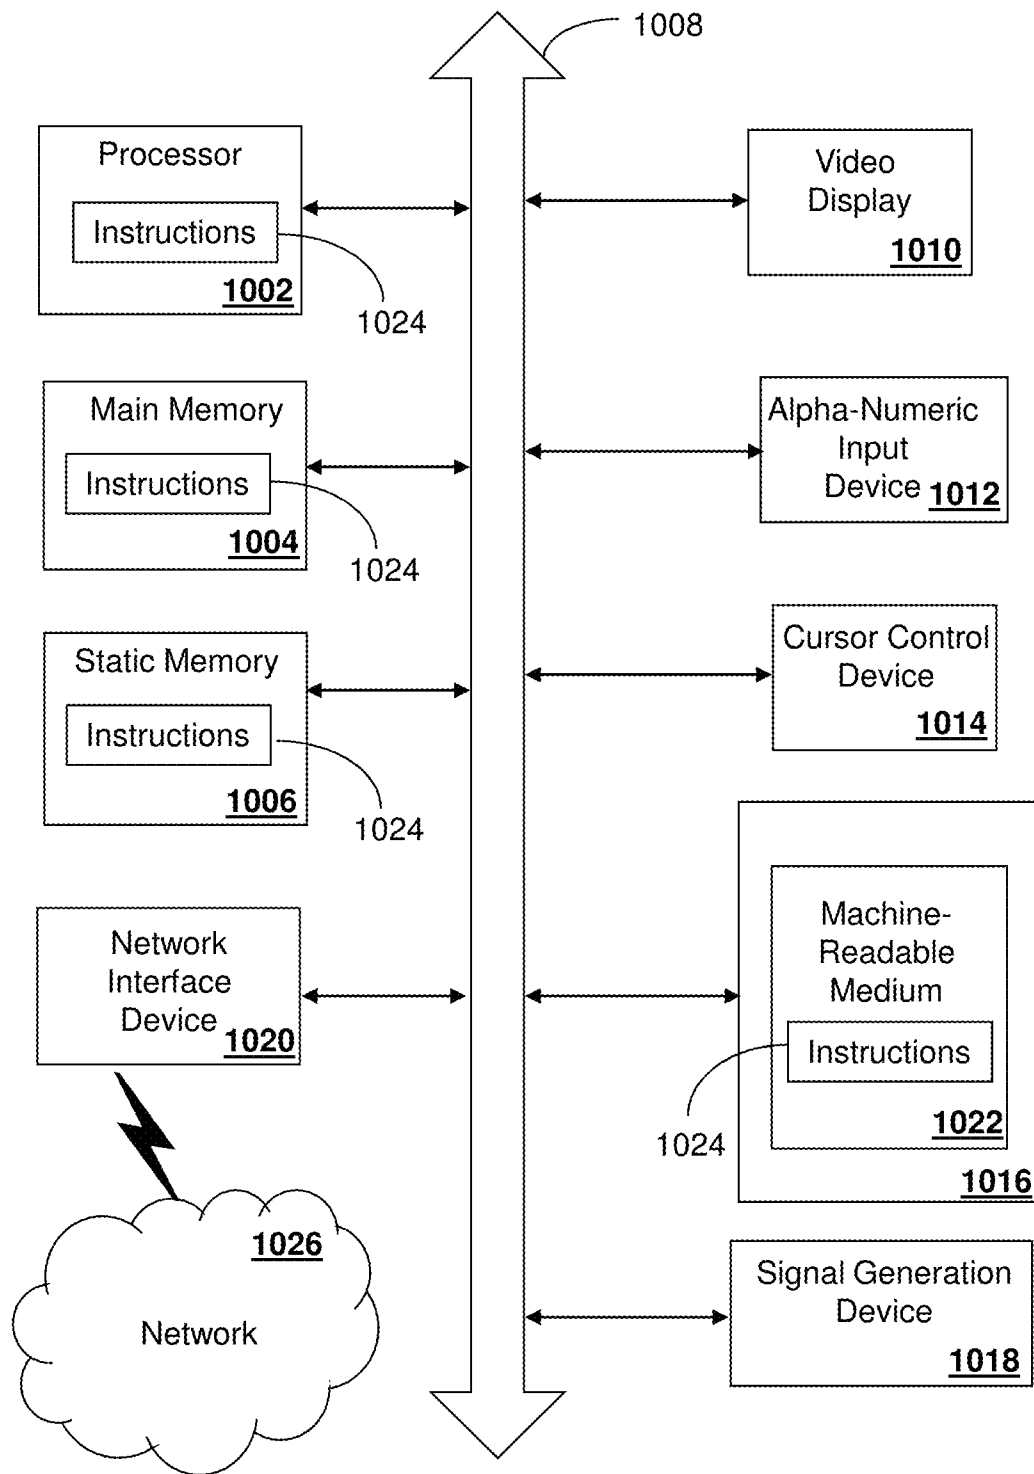 1008
Processor
Instructions
1002
1024
Main Memory
Instructions
1004
1024
Static Memory
Instructions
1006
1024
Network
Interface
Device
1020
1026
Network
Video
Display
1010
Alpha-Numeric
Input
Device 1012
Cursor Control
Device
1014
Machine-
Readable
Medium
Instructions
1024
1022
1016
Signal Generation
Device
1018